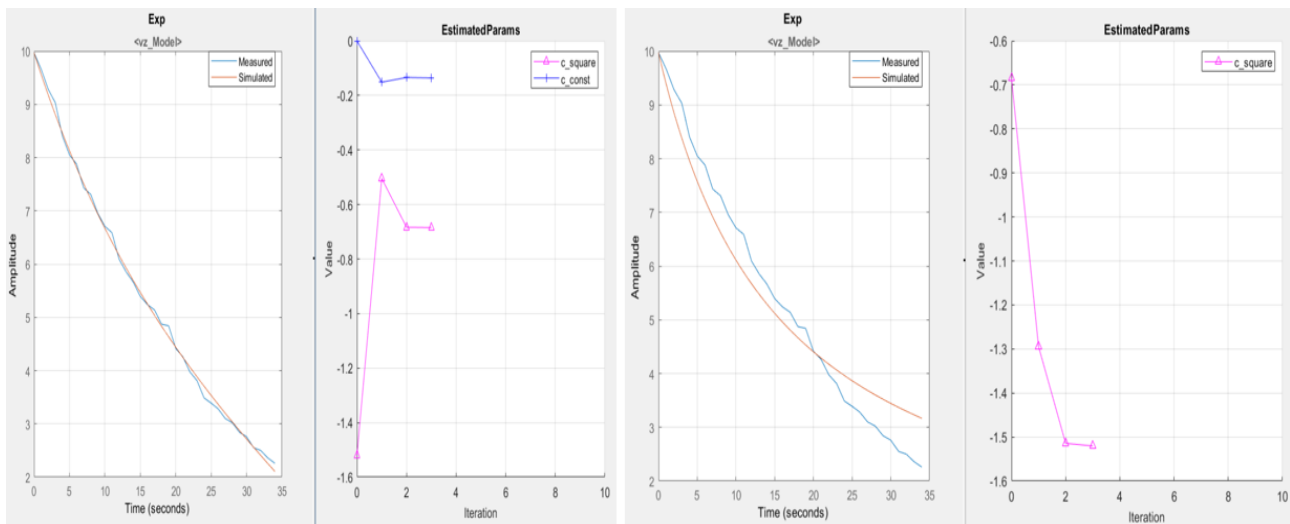 Exp
<vz_Model>
Measured
Simulated
10
9
8
7
6
5
4
3
2
Amplitude
0 5 10 15 20 25 30 35
Time (seconds)
EstimatedParams
c_square
c_const
0
-0.2
-0.4
-0.6
-0.8
-1
-1.2
-1.4
-1.6
Value
0 2 4 6 8 10
Iteration
Exp
<vz_Model>
Measured
Simulated
10
9
8
7
6
5
4
3
2
Amplitude
0 5 10 15 20 25 30 35
Time (seconds)
EstimatedParams
c_square
-0.6
-0.7
-0.8
-0.9
-1
-1.1
-1.2
-1.3
-1.4
-1.5
-1.6
Value
0 2 4 6 8 10
Iteration